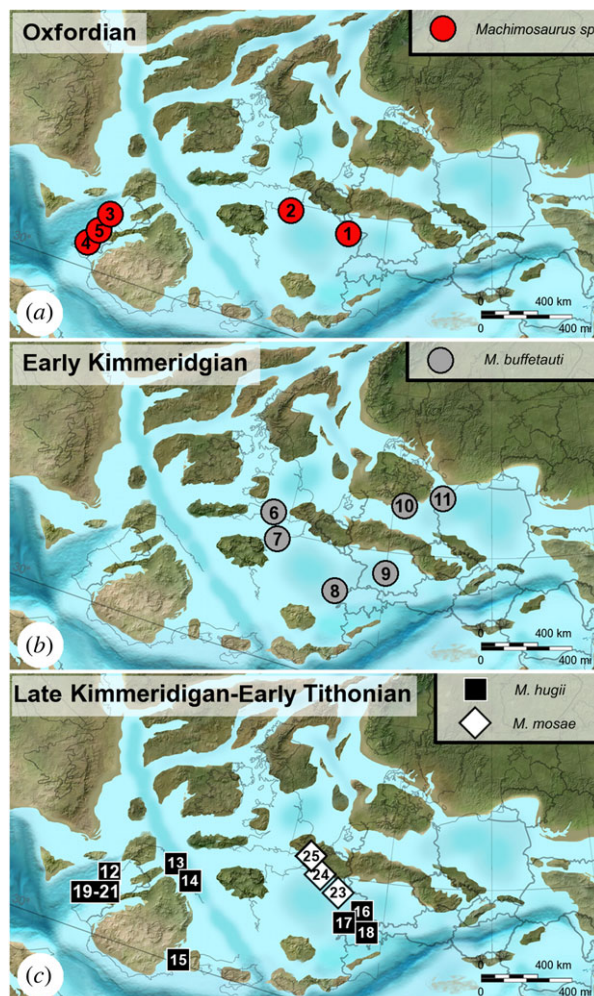 Oxfordian
Machimosaurus sp
3
5
4
2
1
30°
400 km
0
0
400 mi
(a)
Early Kimmeridgian
M. buffetauti
6
7
8
9
10
11
400 km
0
0
400 mi
(b)
Late Kimmeridigan-Early Tithonian
M. hugii
M. mosae
12
19-21
13
14
15
25
24
23
16
17
18
400 km
0
0
400 mi
(c)